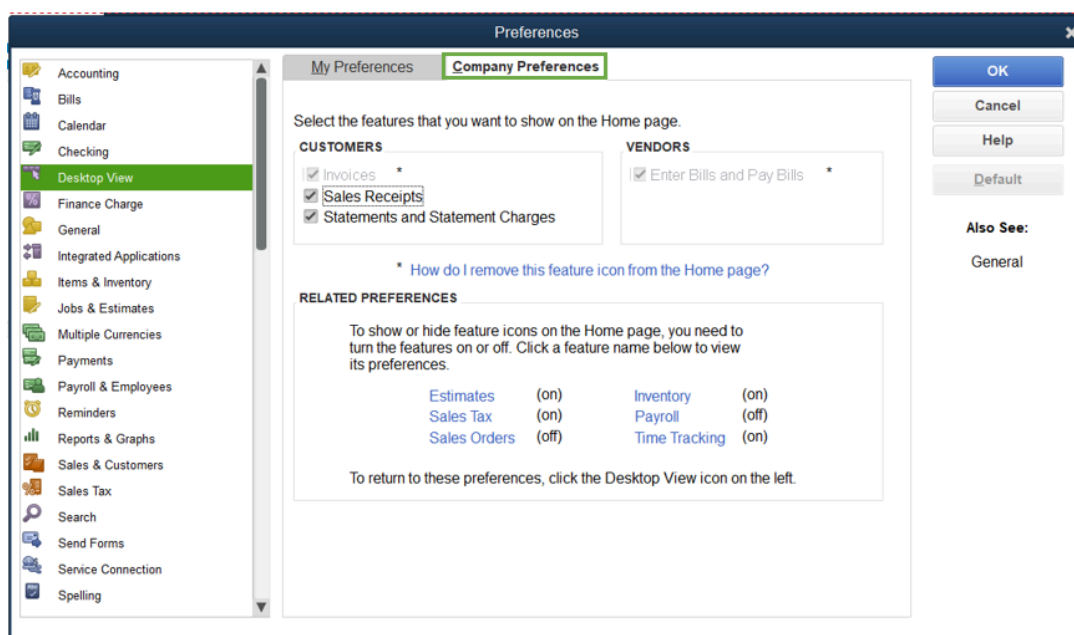 Preferences
Accounting
Bills
Calendar
Checking
Desktop View
Finance Charge
General
Integrated Applications
Items & Inventory
Jobs & Estimates
Multiple Currencies
Payments
Payroll & Employees
Reminders
Reports & Graphs
Sales & Customers
Sales Tax
Search
Send Forms
Service Connection
Spelling
My Preferences
Company Preferences
Select the features that you want to show on the Home page.
CUSTOMERS
Invoices *
Sales Receipts
Statements and Statement Charges
VENDORS
Enter Bills and Pay Bills *
* How do I remove this feature icon from the Home page?
RELATED PREFERENCES
To show or hide feature icons on the Home page, you need to
turn the features on or off. Click a feature name below to view
its preferences.
Estimates (on) Inventory (on)
Sales Tax (on) Payroll (off)
Sales Orders (off) Time Tracking (on)
To return to these preferences, click the Desktop View icon on the left.
OK
Cancel
Help
Default
Also See:
General